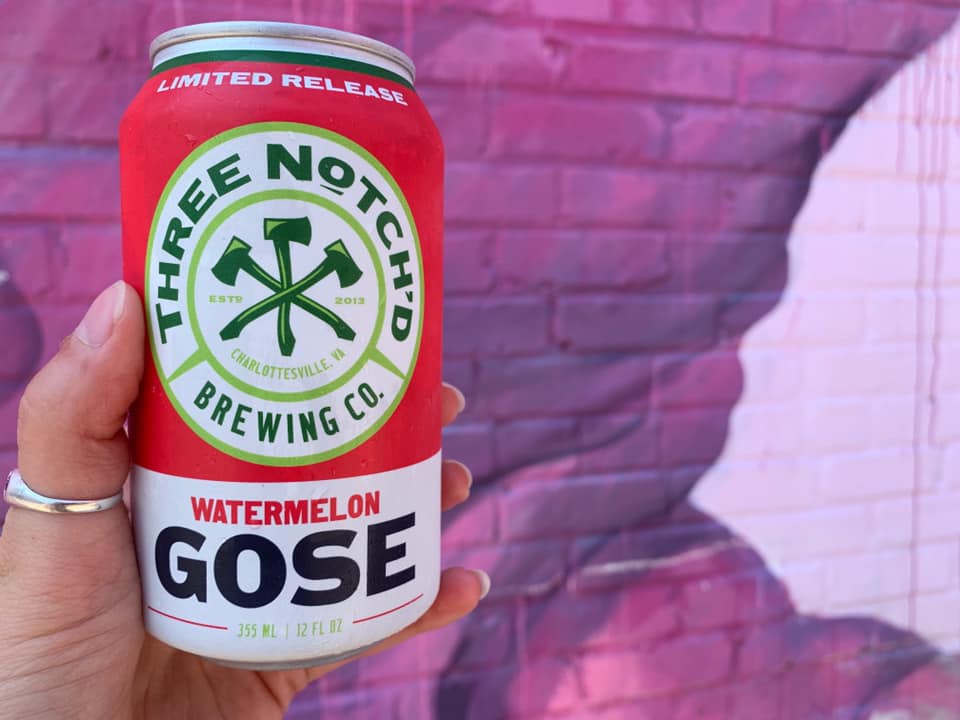 LIMITED RELEASE
THREE NOTCH'D
ESTD 2013
CHARLOTTESVILLE, VA
BREWING CO.
WATERMELON
GOSE
355 ML | 12 FL OZ